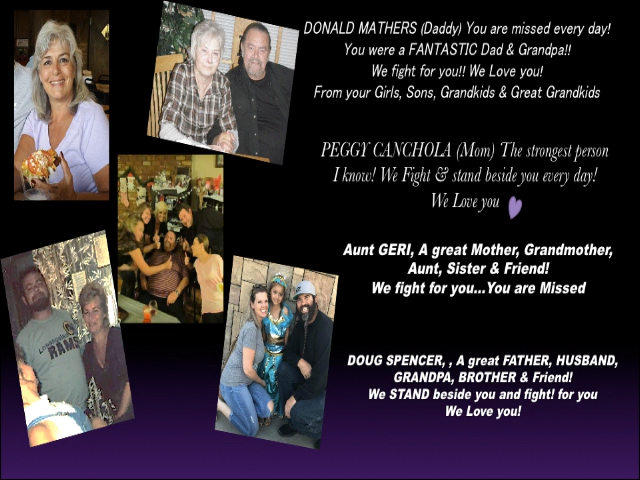 DONALD MATHERS (Daddy) You are missed every day!
You were a FANTASTIC Dad & Grandpa!!
We fight for you!! We Love you!
From your Girls, Sons, Grandkids & Great Grandkids
PEGGY CANCHOLA (Mom) The strongest person
I know! We Fight & stand beside you every day!
We Love you
Aunt GERI, A great Mother, Grandmother,
Aunt, Sister & Friend!
We fight for you...You are Missed
DOUG SPENCER, , A great FATHER, HUSBAND,
GRANDPA, BROTHER & Friend!
We STAND beside you and fight! for you
We Love you!
RAMS